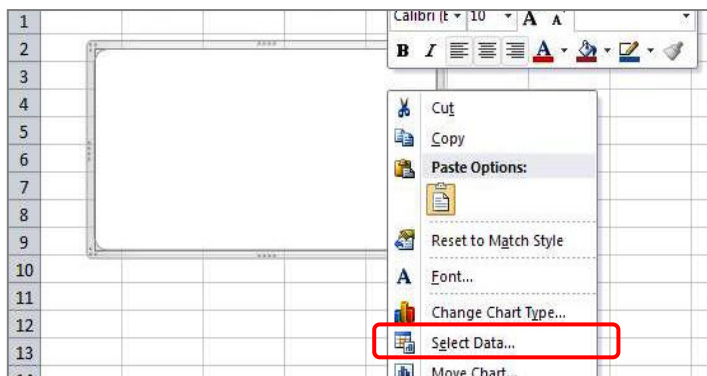 1
2
3
4
5
6
7
8
9
10
11
12
13
10 A A
B I A
Cut
Copy
Paste Options:
Reset to Match Style
A Font...
Change Chart Type...
Select Data...
Move Chart...